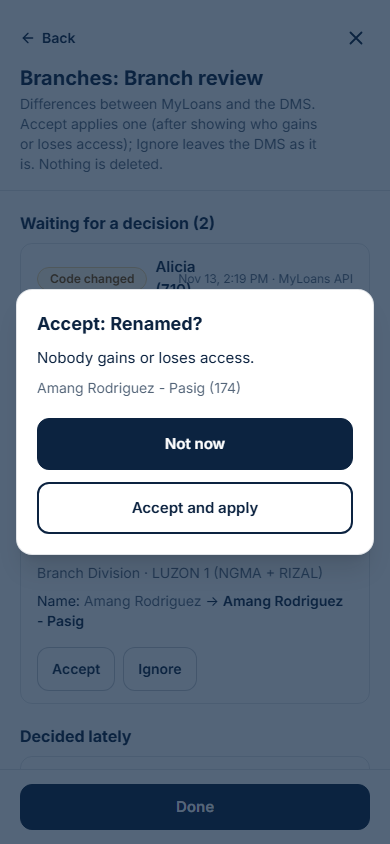 Back
Branches: Branch review
Differences between MyLoans and the DMS.
Accept applies one (after showing who gains
or loses access); Ignore leaves the DMS as it
is. Nothing is deleted.
Waiting for a decision (2)
Code changed
Alicia
Nov 13, 2:19 PM · MyLoans API
Accept: Renamed?
Nobody gains or loses access.
Amang Rodriguez - Pasig (174)
Not now
Accept and apply
Branch Division · LUZON 1 (NGMA + RIZAL)
Name: Amang Rodriguez → Amang Rodriguez
- Pasig
Accept
Ignore
Decided lately
Done